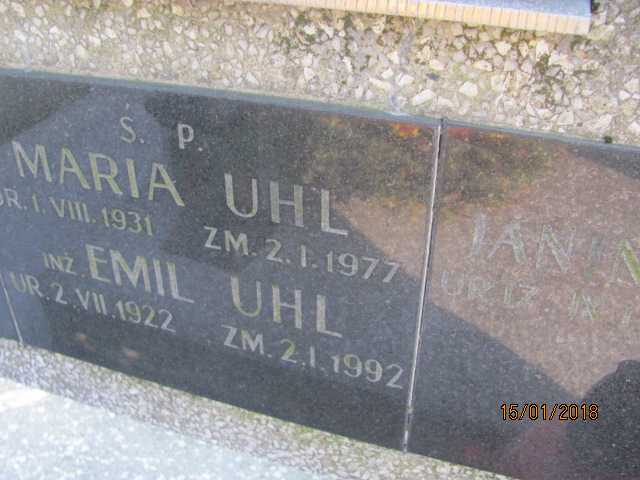 Ś. P.
MARIA UHL
UR. 1. VIII. 1931 ZM. 2. I. 1977
INŻ. EMIL UHL
UR. 2. VII. 1922 ZM. 2. I. 1992
JANIN
UR
15/01/2018